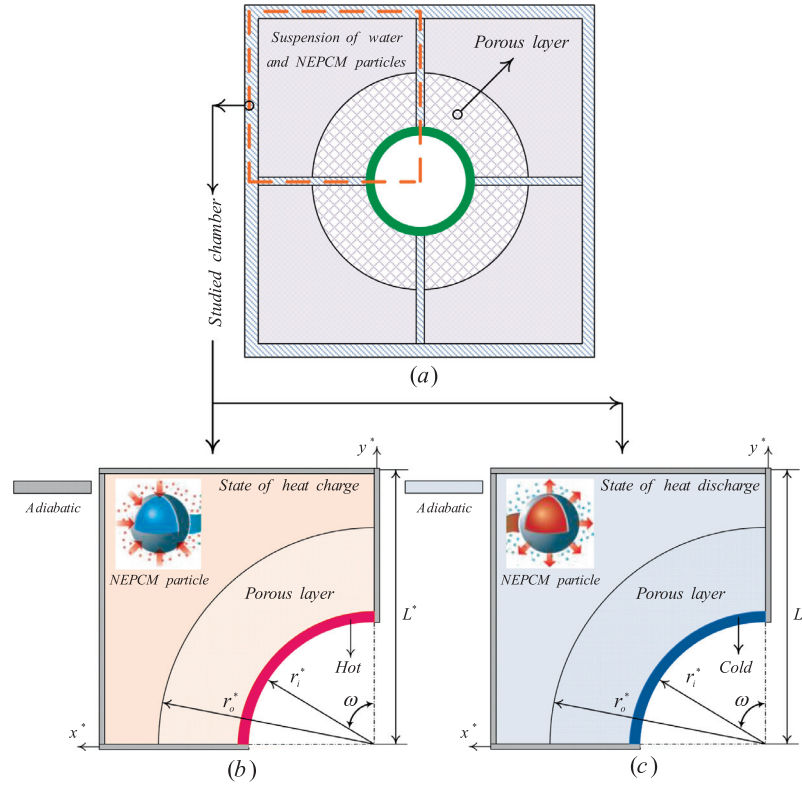 Suspension of water
and NEPCM particles
Porous layer
Studied chamber
(a)
y*
y*
Adiabatic
State of heat charge
NEPCM particle
Porous layer
L*
Hot
r_i*
r_o*
ω
x*
(b)
Adiabatic
State of heat discharge
NEPCM particle
Porous layer
L
Cold
r_i*
r_o*
ω
x*
(c)